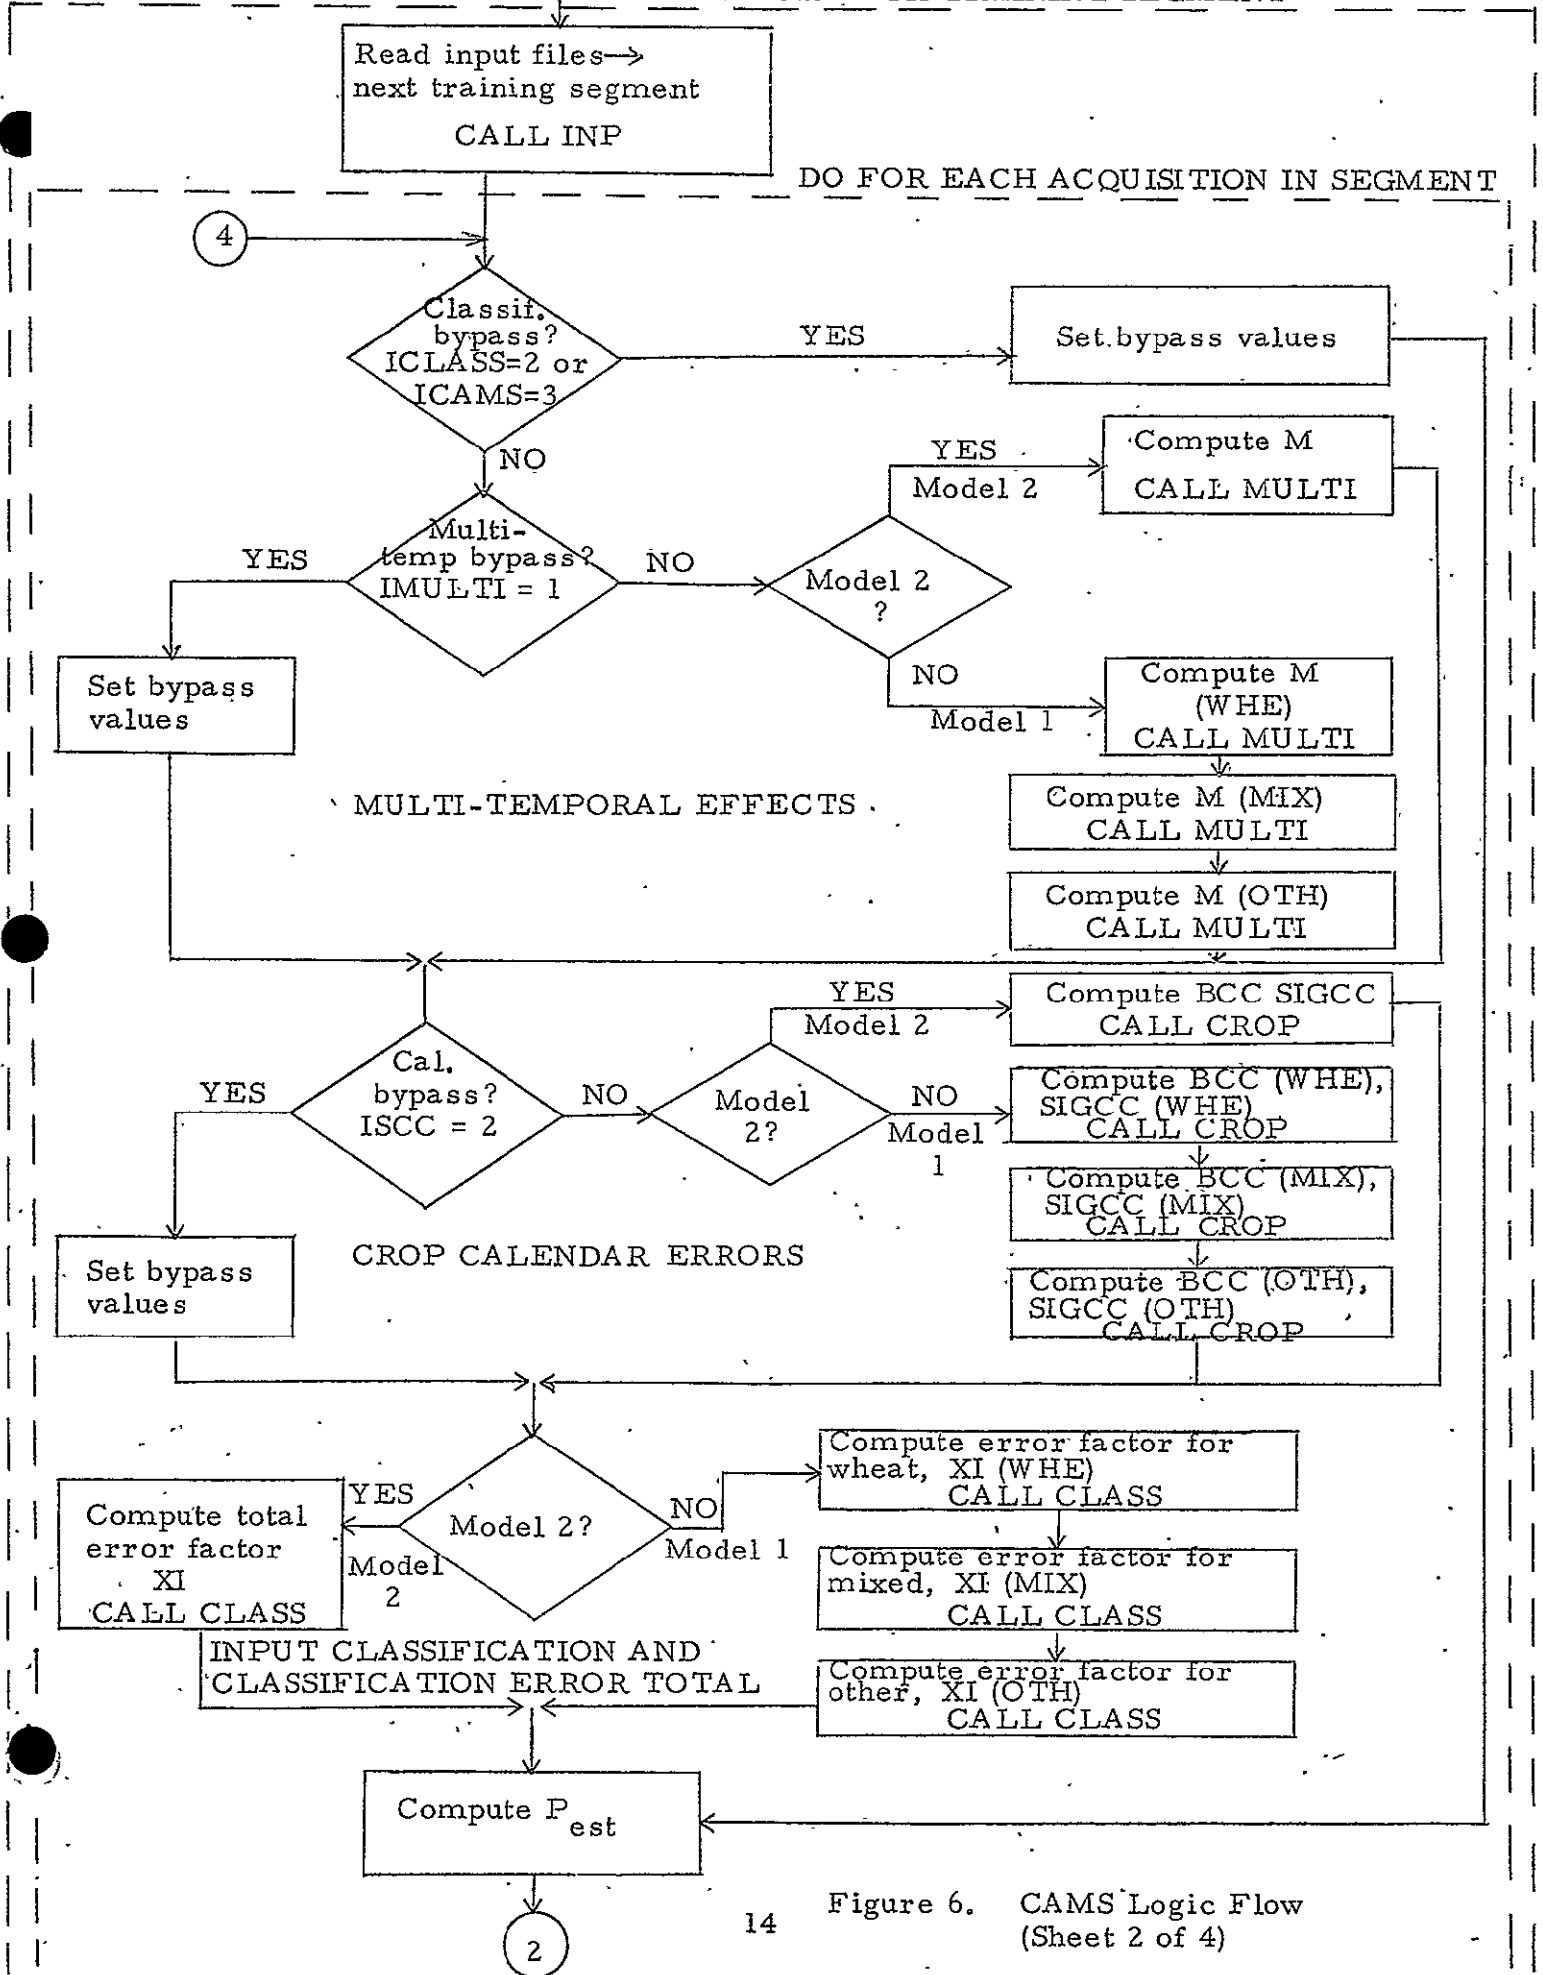 Read input files→
next training segment
CALL INP
DO FOR EACH ACQUISITION IN SEGMENT
4
Classif.
bypass?
ICLASS=2 or
ICAMS=3
YES
Set bypass values
NO
YES
Model 2
Compute M
CALL MULTI
Multi-
temp bypass?
IMULTI = 1
YES
NO
Model 2
?
Set bypass
values
NO
Model 1
Compute M
(WHE)
CALL MULTI
MULTI-TEMPORAL EFFECTS
Compute M (MIX)
CALL MULTI
Compute M (OTH)
CALL MULTI
YES
Model 2
Compute BCC SIGCC
CALL CROP
Cal.
bypass?
ISCC = 2
YES
NO
Model
2?
NO
Model
1
Compute BCC (WHE),
SIGCC (WHE)
CALL CROP
Compute BCC (MIX),
SIGCC (MIX)
CALL CROP
Set bypass
values
CROP CALENDAR ERRORS
Compute BCC (OTH),
SIGCC (OTH)
CALL CROP
Compute total
error factor
XI
CALL CLASS
YES
Model
2
Model 2?
NO
Model 1
Compute error factor for
wheat, XI (WHE)
CALL CLASS
Compute error factor for
mixed, XI (MIX)
CALL CLASS
INPUT CLASSIFICATION AND
CLASSIFICATION ERROR TOTAL
Compute error factor for
other, XI (OTH)
CALL CLASS
Compute P est
2
14
Figure 6. CAMS Logic Flow
(Sheet 2 of 4)